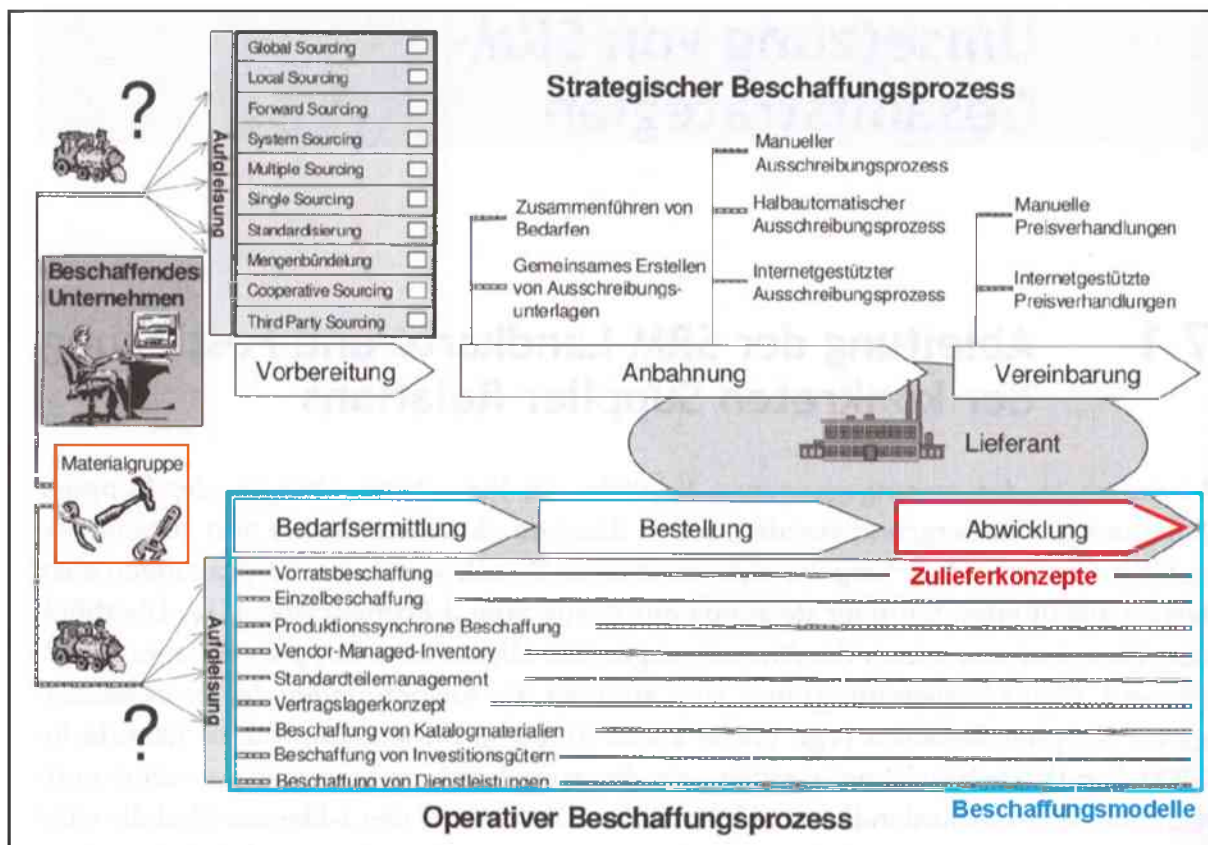 Global Sourcing
Local Sourcing
Forward Sourcing
System Sourcing
Multiple Sourcing
Single Sourcing
Standardisierung
Mengenbündelung
Cooperative Sourcing
Third Party Sourcing
Aufgleisung
?
Beschaffendes
Unternehmen
Strategischer Beschaffungsprozess
Zusammenführen von
Bedarfen
Gemeinsames Erstellen
von Ausschreibungs-
unterlagen
Manueller
Ausschreibungsprozess
Halbautomatischer
Ausschreibungsprozess
Internetgestützter
Ausschreibungsprozess
Manuelle
Preisverhandlungen
Internetgestützte
Preisverhandlungen
Vorbereitung
Anbahnung
Vereinbarung
Lieferant
Materialgruppe
Bedarfsermittlung
Bestellung
Abwicklung
Zulieferkonzepte
Aufgleisung
?
Vorratsbeschaffung
Einzelbeschaffung
Produktionssynchrone Beschaffung
Vendor-Managed-Inventory
Standardteilemanagement
Vertragslagerkonzept
Beschaffung von Katalogmaterialien
Beschaffung von Investitionsgütern
Beschaffung von Dienstleistungen
Beschaffungsmodelle
Operativer Beschaffungsprozess